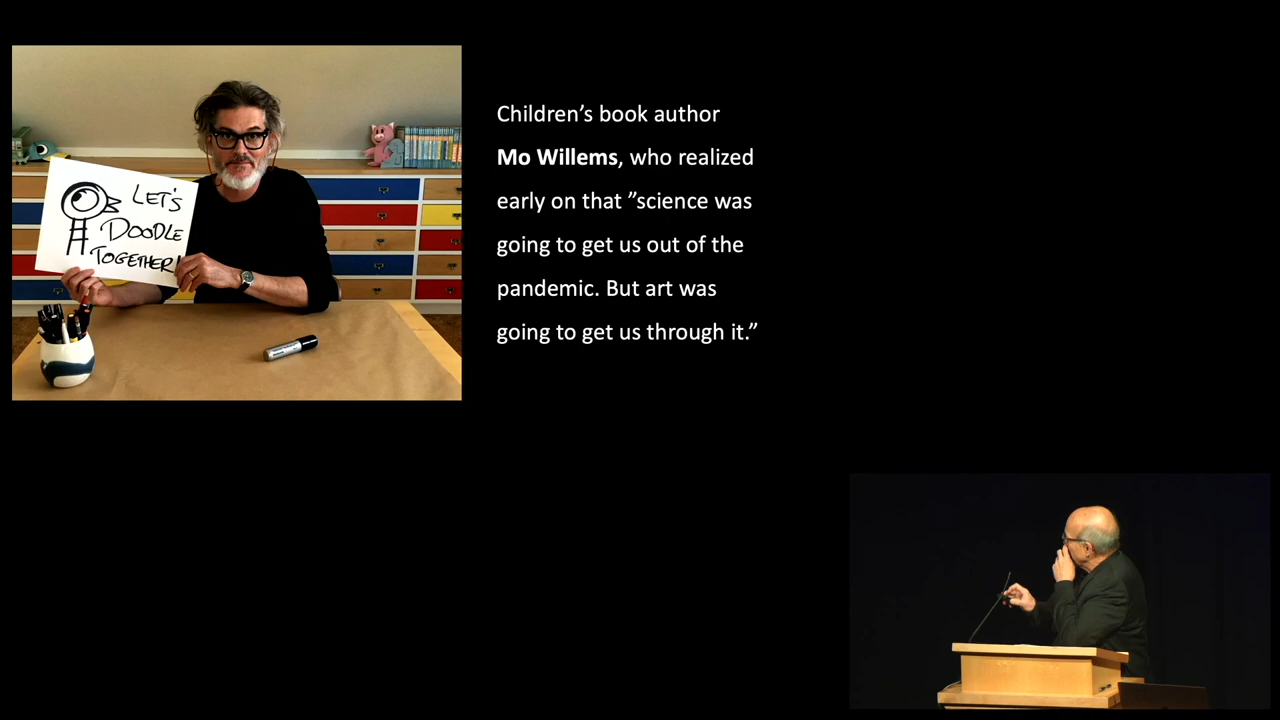 LET'S
DOODLE
TOGETHER!
Children’s book author
Mo Willems, who realized
early on that ”science was
going to get us out of the
pandemic. But art was
going to get us through it.”